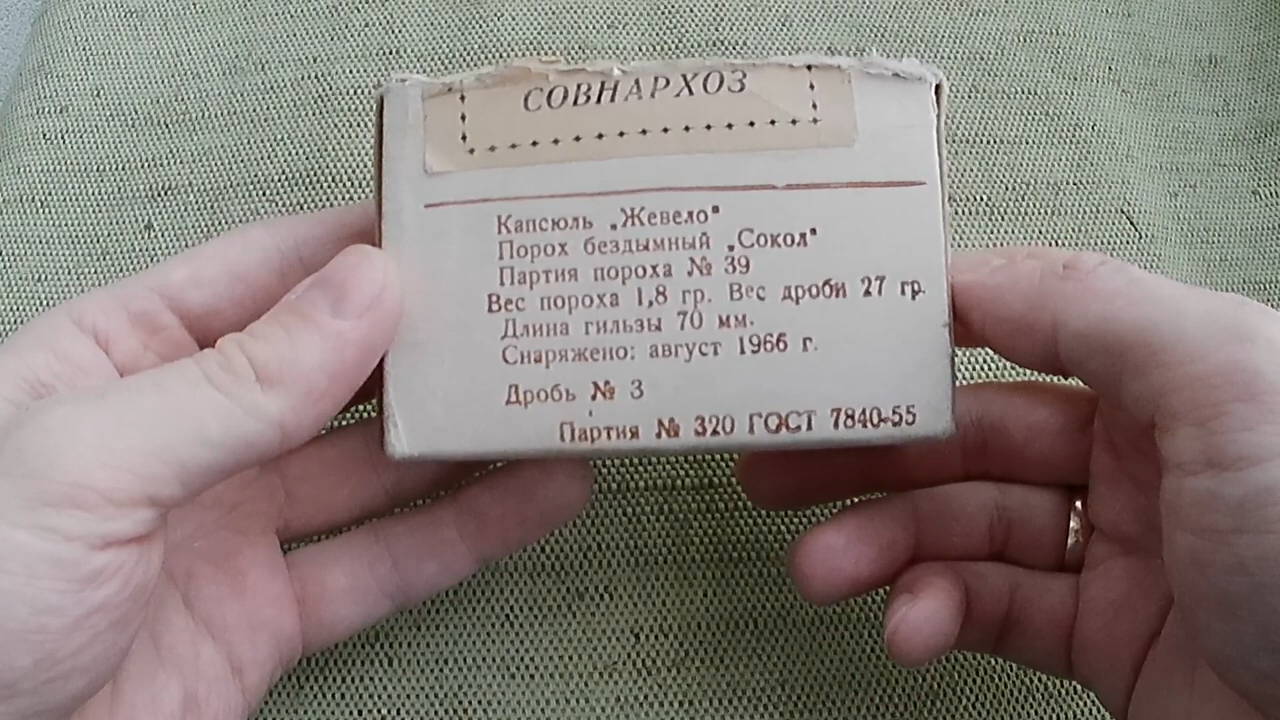 СОВНАРХОЗ
Капсюль „Жевело"
Порох бездымный „Сокол"
Партия пороха № 39
Вес пороха 1,8 гр. Вес дроби 27 гр.
Длина гильзы 70 мм.
Снаряжено: август 1966 г.
Дробь № 3
Партия № 320 ГОСТ 7840-55